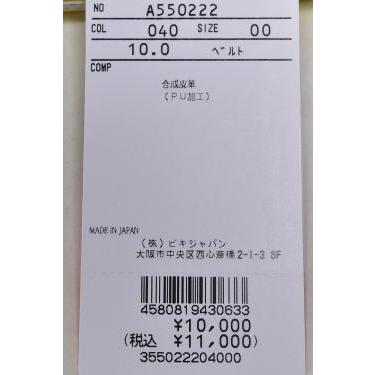 NO A550222
COL 040 SIZE 00
10.0 ベルト
COMP
合成皮革
(PU加工)
MADE IN JAPAN
(株)ビキジャパン
大阪市中央区西心斎橋2-1-3 8F
4580819430633
¥10,000
(税込 ¥11,000)
355022204000